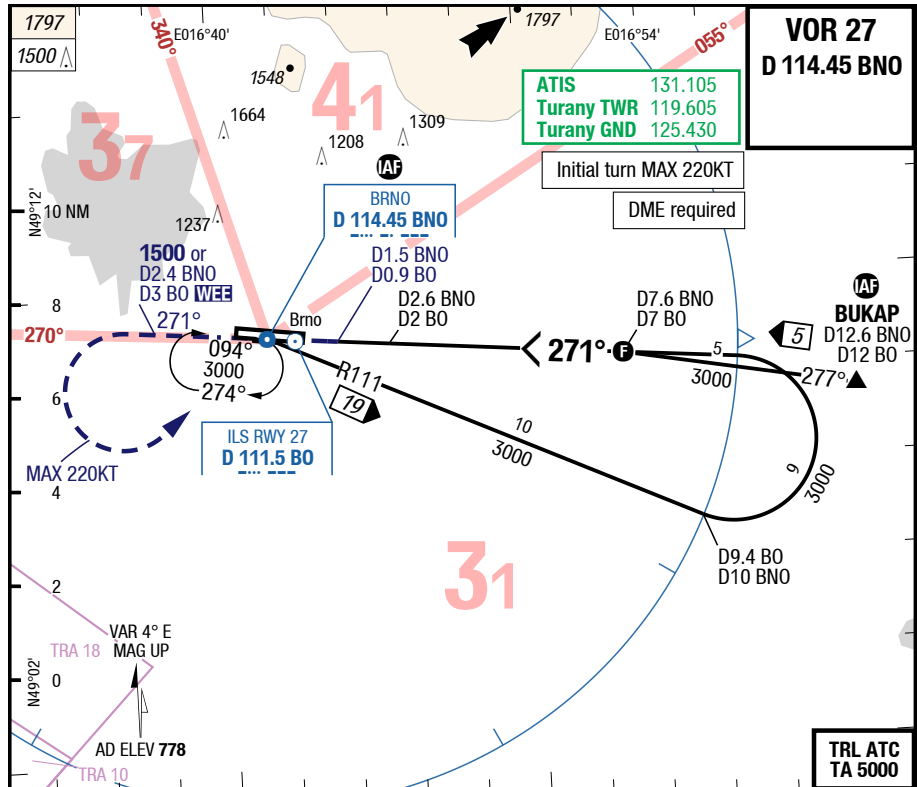 1797
1500
E016°40'
340°
1548
1797
055°
E016°54'
VOR 27
D 114.45 BNO
ATIS 131.105
Turany TWR 119.605
Turany GND 125.430
Initial turn MAX 220KT
DME required
37
41
1664
1208
1309
IAF
BRNO
D 114.45 BNO
N49°12'
10 NM
1237
1500 or
D2.4 BNO
D3 BO WEE
D1.5 BNO
D0.9 BO
D2.6 BNO
D2 BO
D7.6 BNO
D7 BO
IAF
BUKAP
D12.6 BNO
D12 BO
8
270°
271°
Brno
094°
3000
274°
271°
F
5
5
3000
277°
R111
19
6
MAX 220KT
ILS RWY 27
D 111.5 BO
10
3000
9
3000
4
D9.4 BO
D10 BNO
31
2
TRA 18
VAR 4° E
MAG UP
N49°02'
0
AD ELEV 778
TRA 10
TRL ATC
TA 5000